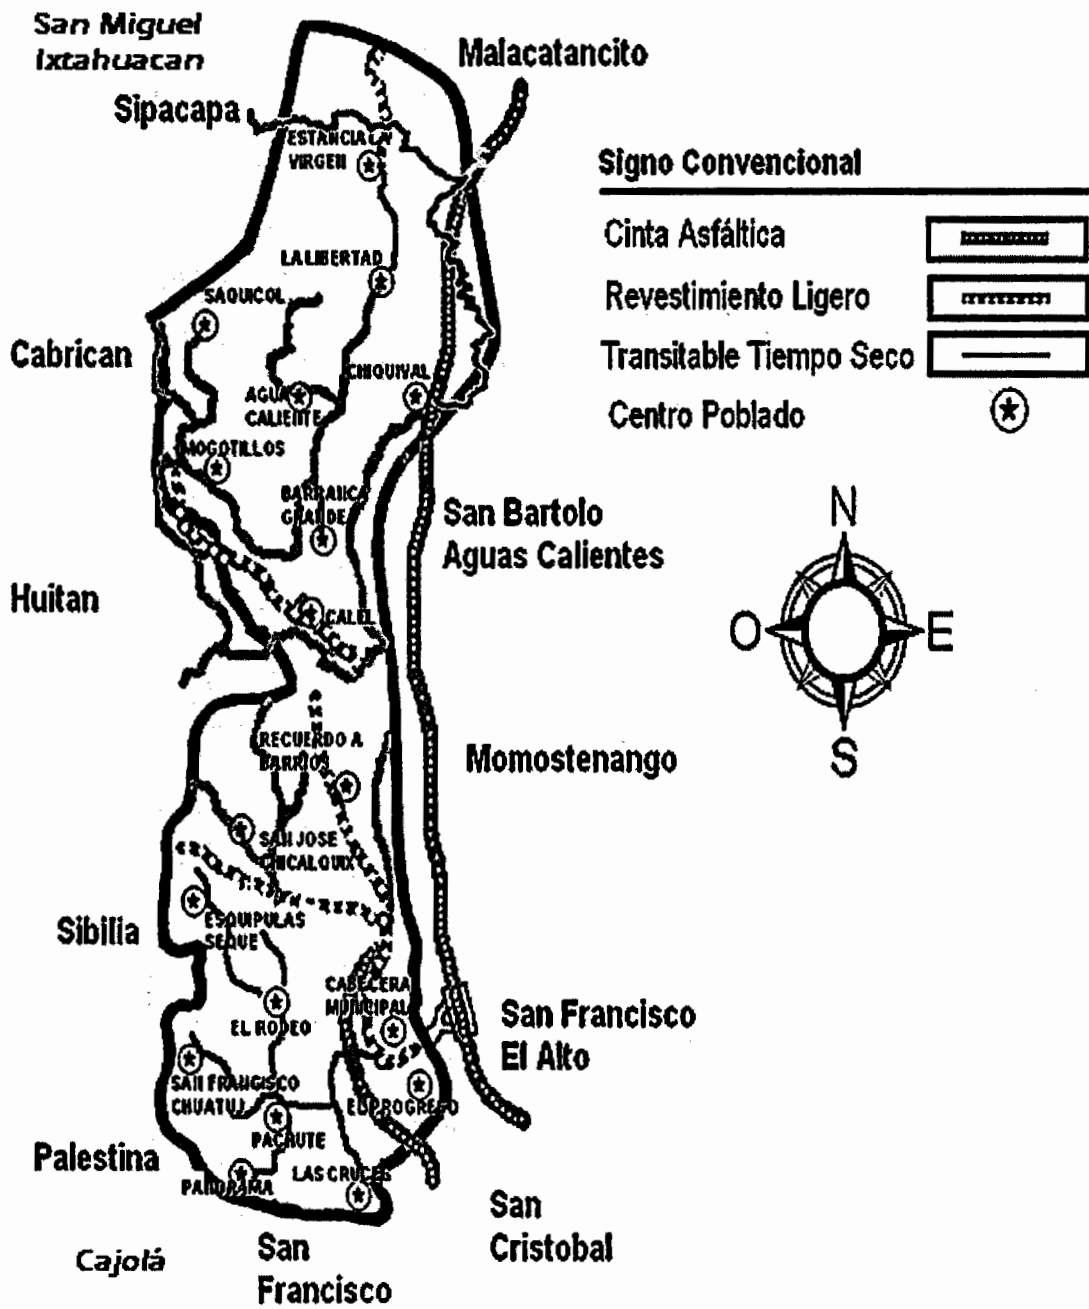 San Miguel
Ixtahuacan
Malacatancito
Sipacapa
ESTANCIA LA
VIRGEN
Signo Convencional
Cinta Asfáltica
Revestimiento Ligero
Transitable Tiempo Seco
Centro Poblado
LA LIBERTAD
SAQUICOL
Cabrican
CHIQUIVAL
AGUA
CALIENTE
MOGOTILLOS
BARRANCA
GRANDE
San Bartolo
Aguas Calientes
N
O
E
S
Huitan
CALEL
RECUERDO A
BARRIOS
Momostenango
SAN JOSE
CHICALQUIX
Sibilia
ESQUIPULAS
SEQUE
CABECERA
MUNICIPAL
EL RODEO
San Francisco
El Alto
SAN FRANCISCO
CHUATUJ
EL PROGRESO
PACRUTE
Palestina
PANORAMA
LAS CRUCES
San
Cristobal
Cajolá
San
Francisco